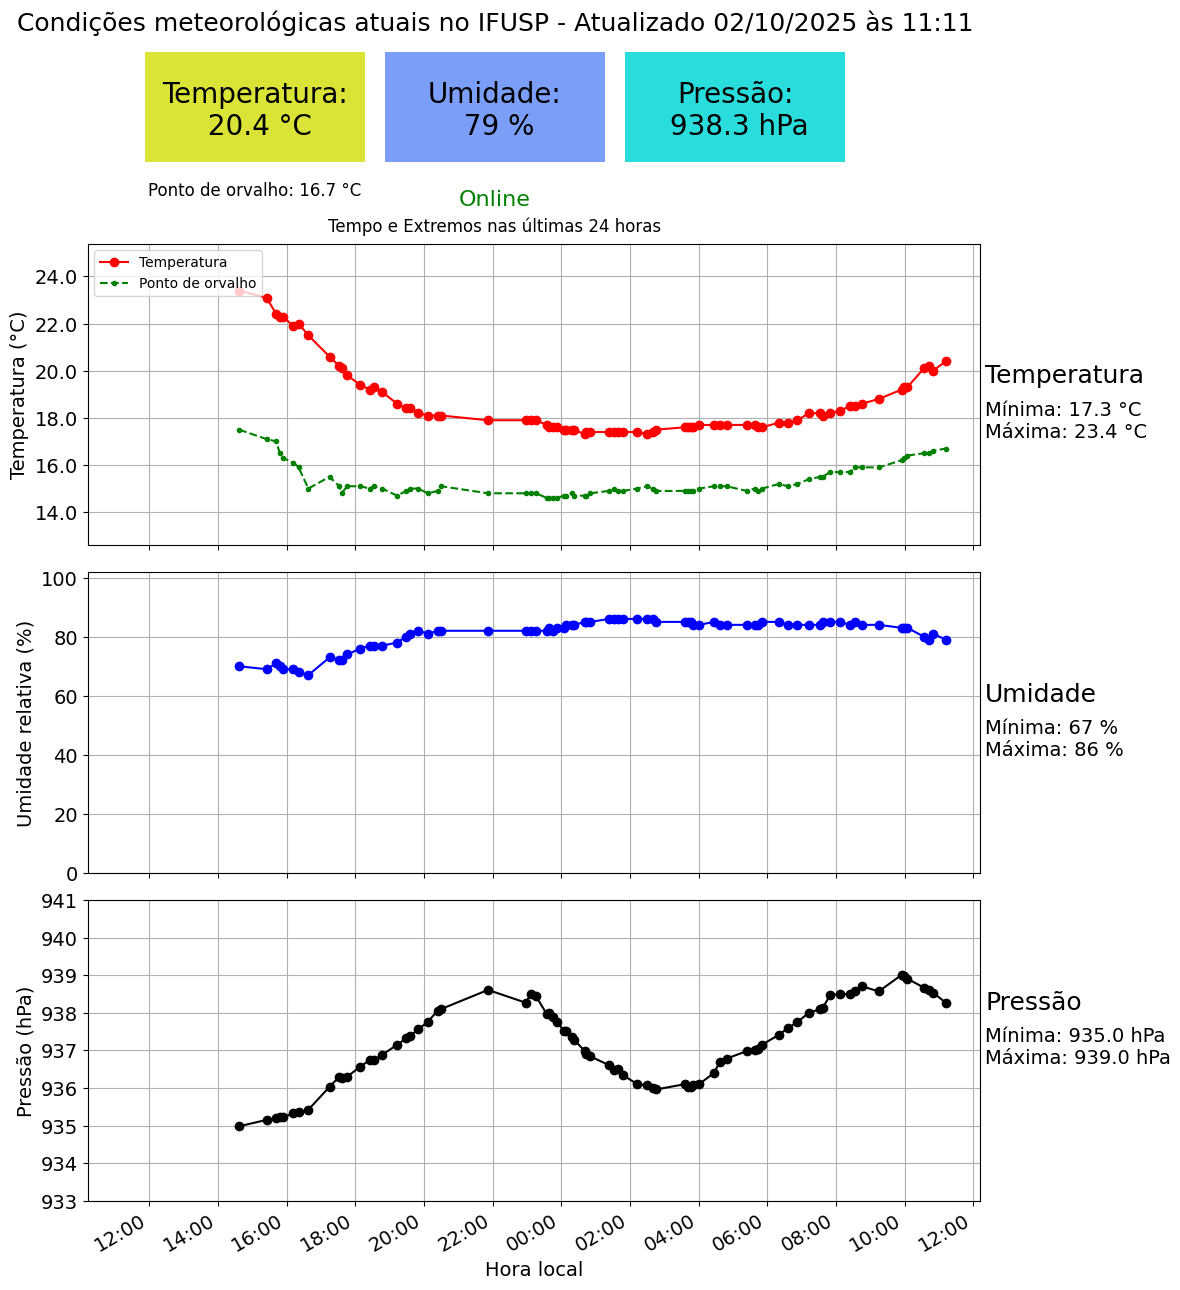 Condições meteorológicas atuais no IFUSP - Atualizado 02/10/2025 às 11:11
Temperatura:
20.4 °C
Umidade:
79 %
Pressão:
938.3 hPa
Ponto de orvalho: 16.7 °C
Online
Tempo e Extremos nas últimas 24 horas
Temperatura
Ponto de orvalho
Temperatura (°C)
24.0
22.0
20.0
18.0
16.0
14.0
Temperatura
Mínima: 17.3 °C
Máxima: 23.4 °C
Umidade relativa (%)
100
80
60
40
20
0
Umidade
Mínima: 67 %
Máxima: 86 %
Pressão (hPa)
941
940
939
938
937
936
935
934
933
Pressão
Mínima: 935.0 hPa
Máxima: 939.0 hPa
12:00
14:00
16:00
18:00
20:00
22:00
00:00
02:00
04:00
06:00
08:00
10:00
12:00
Hora local